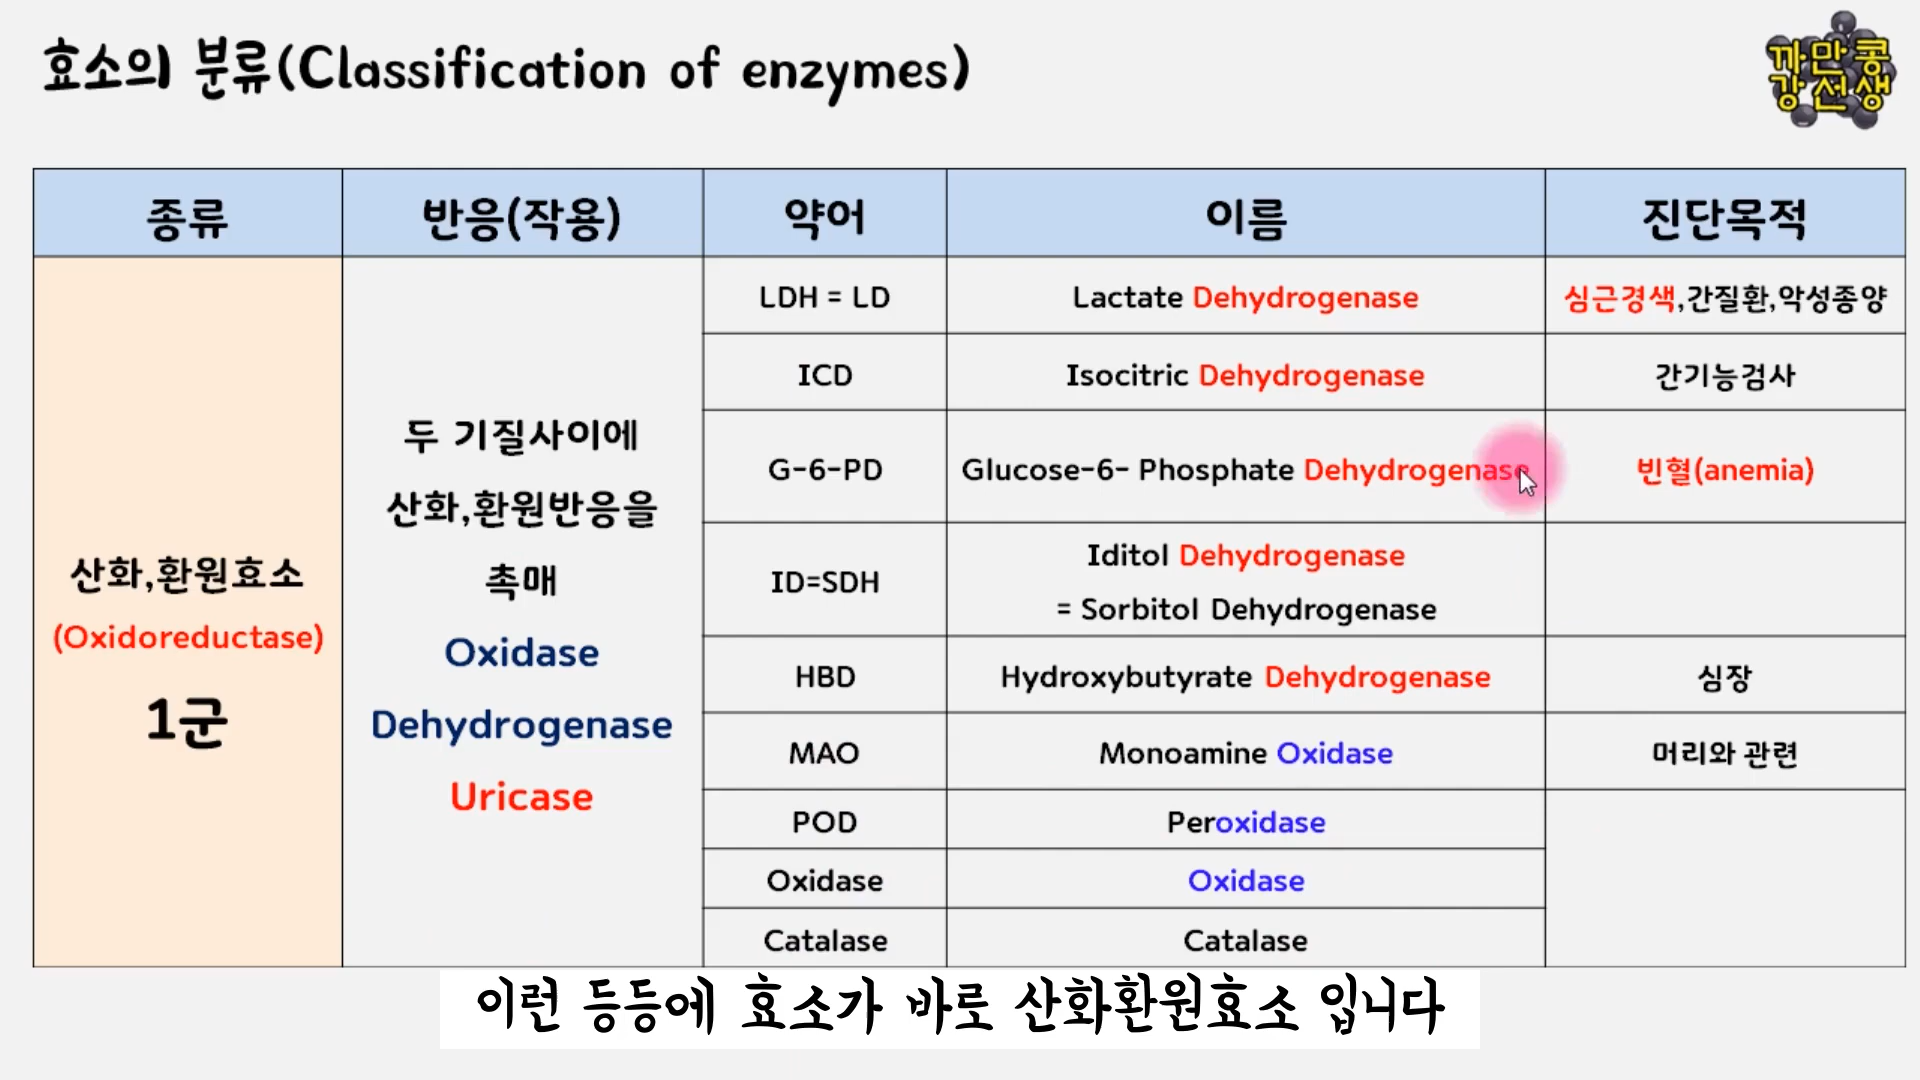 효소의 분류(Classification of enzymes)
까만콩
강선생
종류 반응(작용) 약어 이름 진단목적
산화,환원효소
(Oxidoreductase)
1군
두 기질사이에
산화,환원반응을
촉매
Oxidase
Dehydrogenase
Uricase
LDH = LD Lactate Dehydrogenase 심근경색,간질환,악성종양
ICD Isocitric Dehydrogenase 간기능검사
G-6-PD Glucose-6- Phosphate Dehydrogenase 빈혈(anemia)
ID=SDH Iditol Dehydrogenase
= Sorbitol Dehydrogenase
HBD Hydroxybutyrate Dehydrogenase 심장
MAO Monoamine Oxidase 머리와 관련
POD Peroxidase
Oxidase Oxidase
Catalase Catalase
이런 등등에 효소가 바로 산화환원효소 입니다